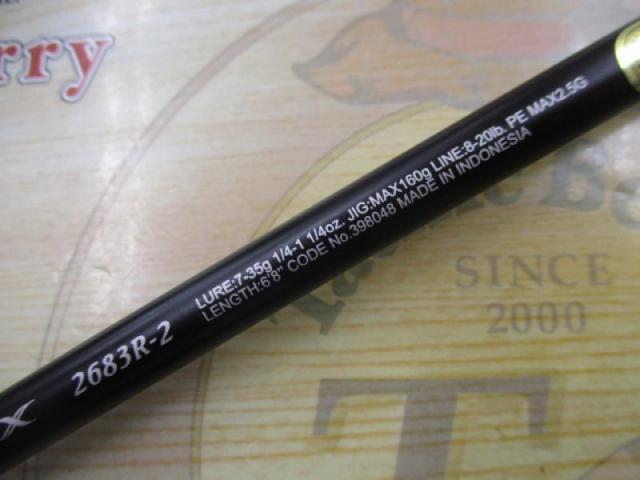 rry
LURE:7-35g 1/4-1 1/4oz. JIG:MAX160g LINE:8-20lb. PE MAX2.5G
LENGTH:6'8" CODE No.398048 MADE IN INDONESIA
2683R-2
X
SINCE
2000
T